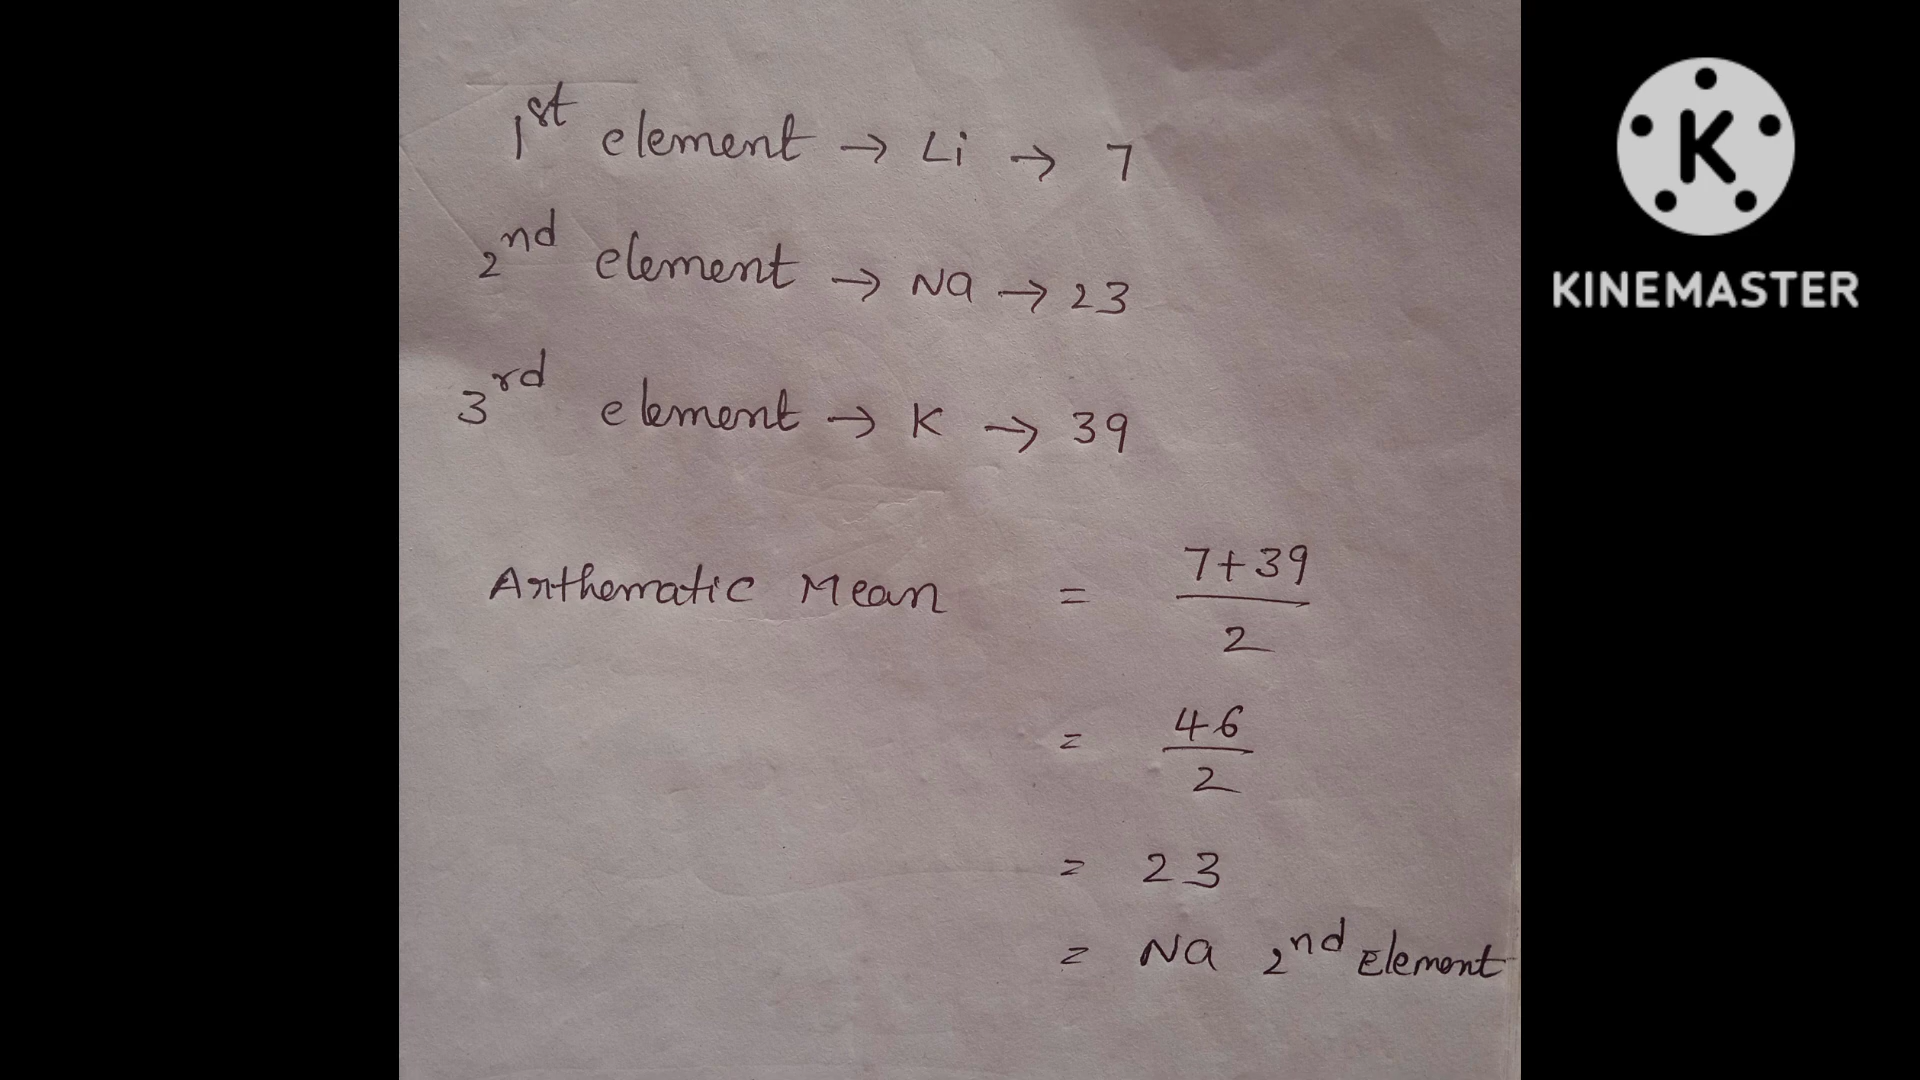 1st element → Li → 7
2nd element → Na → 23
3rd element → K → 39
Arthematic Mean = 7+39
2
= 46
2
= 23
= Na 2nd Element
K
KINEMASTER